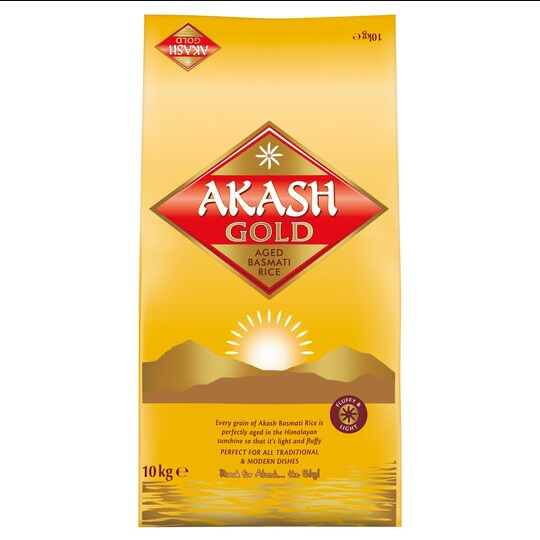 AKASH
GOLD
10kg ℮
AKASH
GOLD
AGED
BASMATI
RICE
FLUFFY &
LIGHT
Every grain of Akash Basmati Rice is
perfectly aged in the Himalayan
sunshine so that it's light and fluffy
PERFECT FOR ALL TRADITIONAL
& MODERN DISHES
Reach for Akash.... the Sky!
10 kg ℮